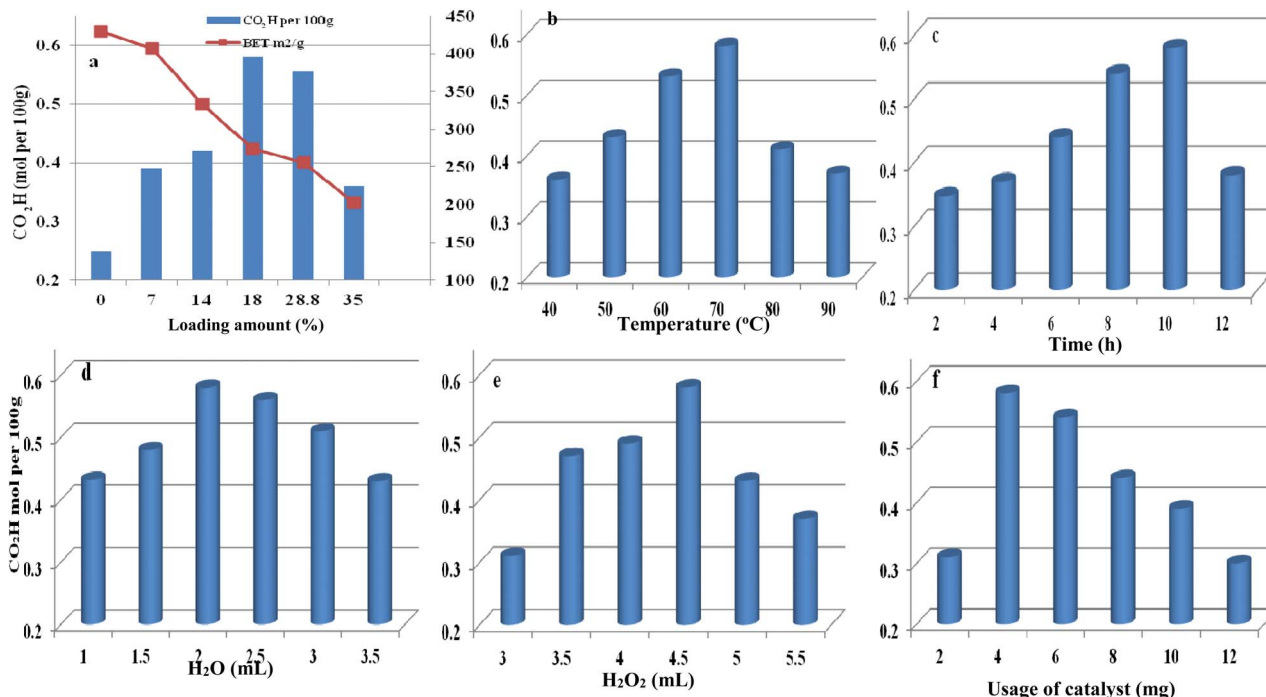 CO2H per 100g
BET m2/g
a
CO2H (mol per 100g)
0.6
0.5
0.4
0.3
0.2
450
400
350
300
250
200
150
100
0 7 14 18 28.8 35
Loading amount (%)
b
0.6
0.5
0.4
0.3
0.2
40 50 60 70 80 90
Temperature (°C)
c
0.6
0.5
0.4
0.3
0.2
2 4 6 8 10 12
Time (h)
d
CO2H mol per 100g
0.6
0.5
0.4
0.3
0.2
1 1.5 2 2.5 3 3.5
H2O (mL)
e
0.6
0.5
0.4
0.3
0.2
3 3.5 4 4.5 5 5.5
H2O2 (mL)
f
0.6
0.5
0.4
0.3
0.2
2 4 6 8 10 12
Usage of catalyst (mg)